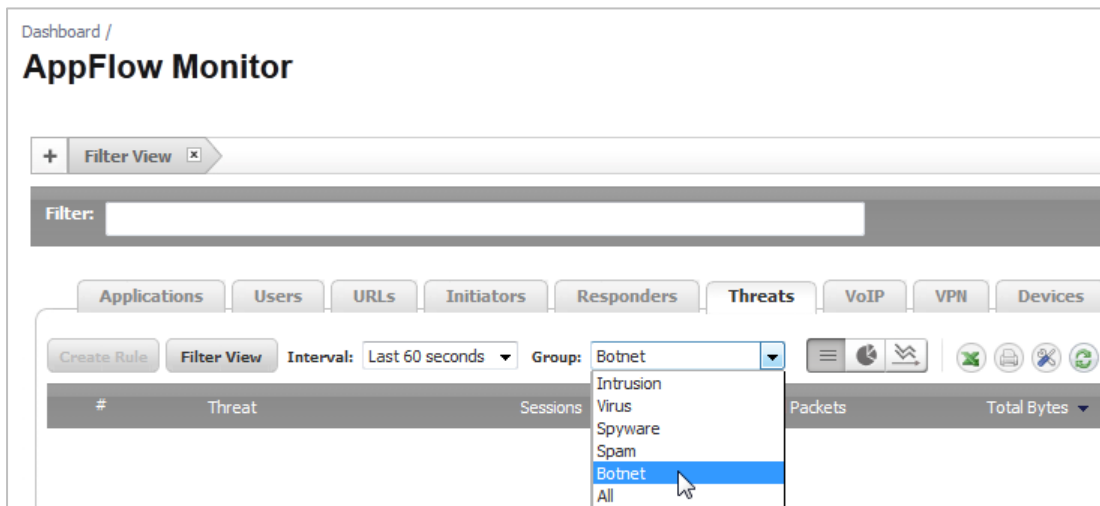 Dashboard /
AppFlow Monitor
+ Filter View x
Filter:
Applications Users URLs Initiators Responders Threats VoIP VPN Devices
Create Rule Filter View Interval: Last 60 seconds Group: Botnet
Intrusion
# Threat Sessions Virus Packets Total Bytes
Spyware
Spam
Botnet
All